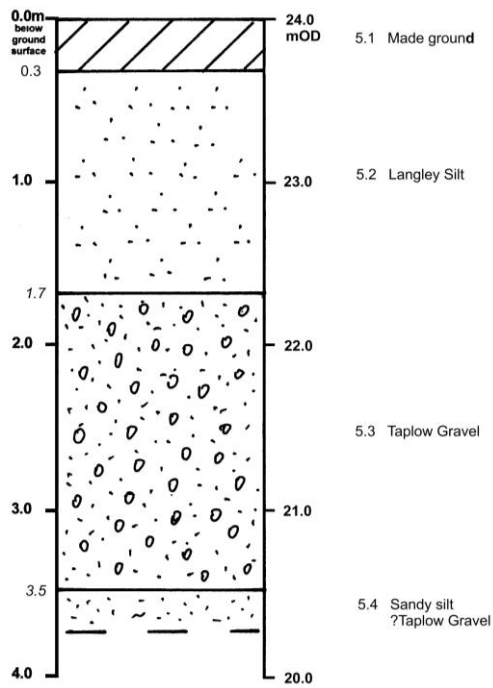 0.0m
below
ground
surface
0.3
1.0
1.7
2.0
3.0
3.5
4.0
24.0
mOD
23.0
22.0
21.0
20.0
5.1 Made ground
5.2 Langley Silt
5.3 Taplow Gravel
5.4 Sandy silt
?Taplow Gravel